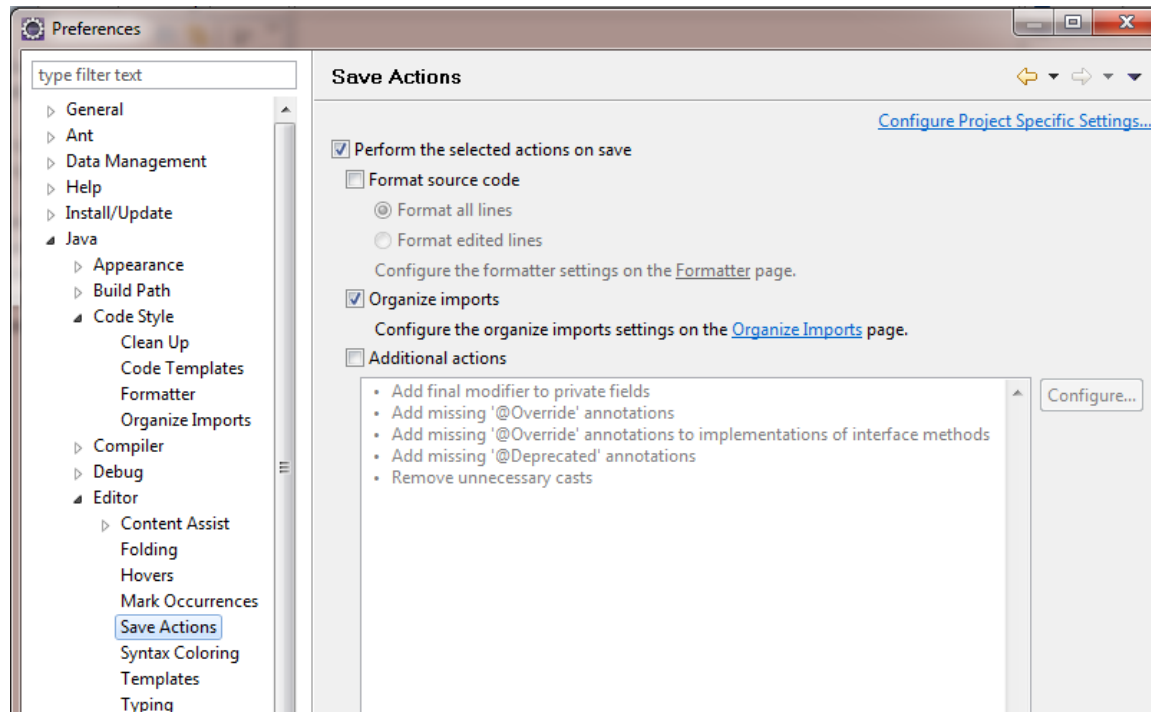 Preferences
type filter text
General
Ant
Data Management
Help
Install/Update
Java
Appearance
Build Path
Code Style
Clean Up
Code Templates
Formatter
Organize Imports
Compiler
Debug
Editor
Content Assist
Folding
Hovers
Mark Occurrences
Save Actions
Syntax Coloring
Templates
Typing
Save Actions
Configure Project Specific Settings...
Perform the selected actions on save
Format source code
Format all lines
Format edited lines
Configure the formatter settings on the Formatter page.
Organize imports
Configure the organize imports settings on the Organize Imports page.
Additional actions
• Add final modifier to private fields
• Add missing '@Override' annotations
• Add missing '@Override' annotations to implementations of interface methods
• Add missing '@Deprecated' annotations
• Remove unnecessary casts
Configure...